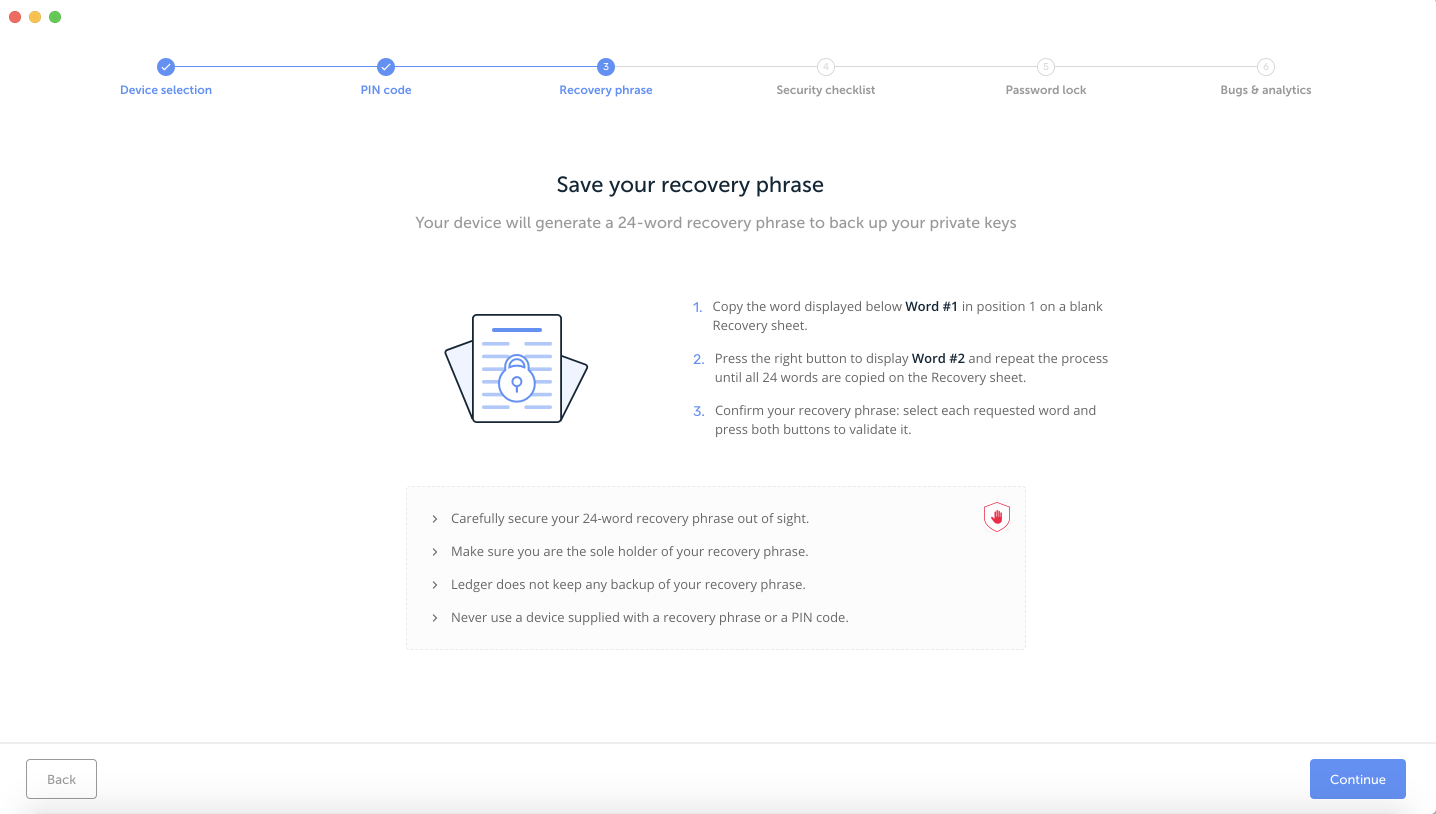 3
4
5
6
Device selection
PIN code
Recovery phrase
Security checklist
Password lock
Bugs & analytics
Save your recovery phrase
Your device will generate a 24-word recovery phrase to back up your private keys
1. Copy the word displayed below Word #1 in position 1 on a blank
Recovery sheet.
2. Press the right button to display Word #2 and repeat the process
until all 24 words are copied on the Recovery sheet.
3. Confirm your recovery phrase: select each requested word and
press both buttons to validate it.
Carefully secure your 24-word recovery phrase out of sight.
Make sure you are the sole holder of your recovery phrase.
Ledger does not keep any backup of your recovery phrase.
Never use a device supplied with a recovery phrase or a PIN code.
Back
Continue